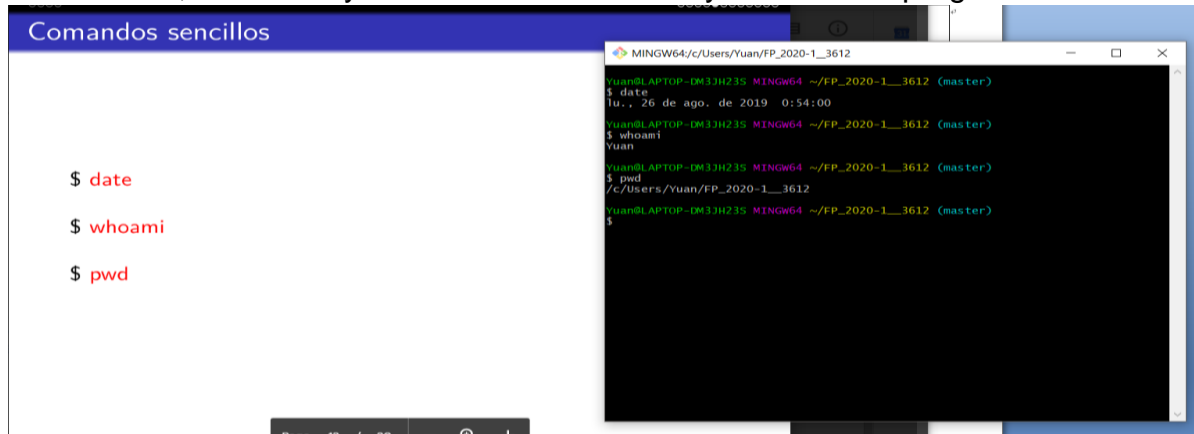 Comandos sencillos
$ date
$ whoami
$ pwd
MINGW64:/c/Users/Yuan/FP_2020-1__3612
Yuan@LAPTOP-DM3JH23S MINGW64 ~/FP_2020-1__3612 (master)
$ date
lu., 26 de ago. de 2019  0:54:00
Yuan@LAPTOP-DM3JH23S MINGW64 ~/FP_2020-1__3612 (master)
$ whoami
Yuan
Yuan@LAPTOP-DM3JH23S MINGW64 ~/FP_2020-1__3612 (master)
$ pwd
/c/Users/Yuan/FP_2020-1__3612
Yuan@LAPTOP-DM3JH23S MINGW64 ~/FP_2020-1__3612 (master)
$